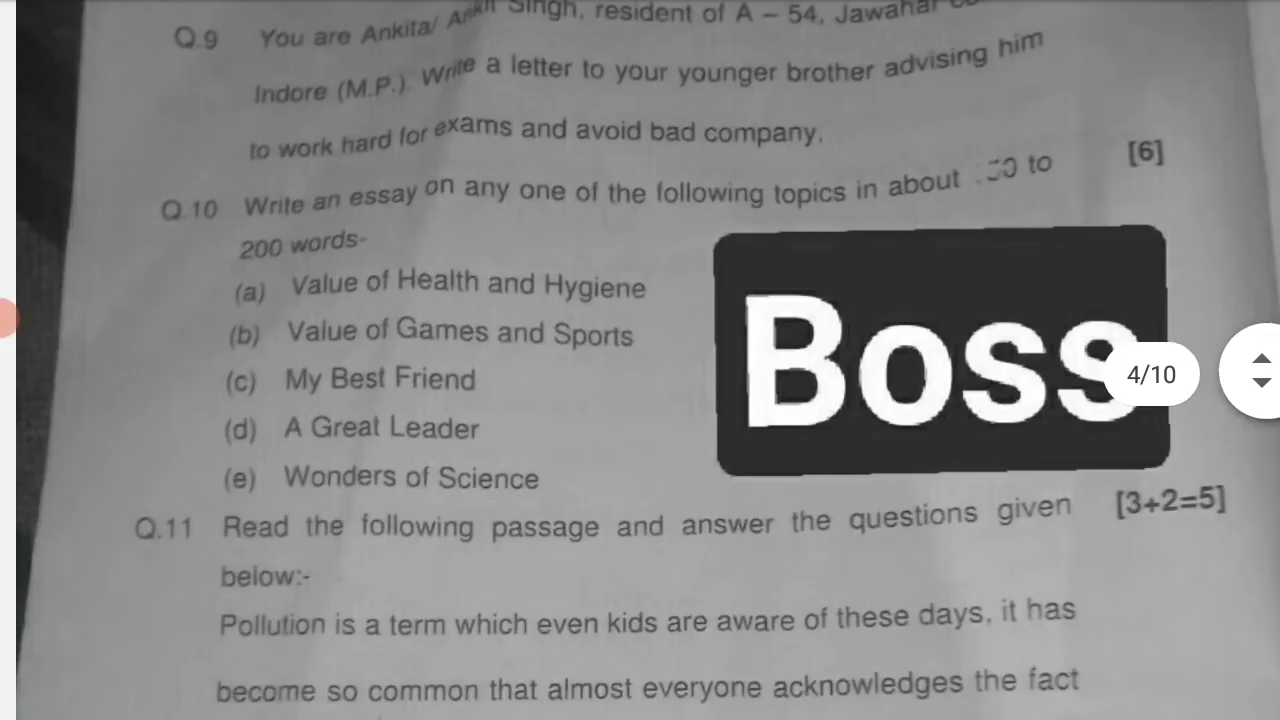 Q.9 You are Ankita/ Ankit Singh, resident of A – 54, Jawahar
Indore (M.P.). Write a letter to your younger brother advising him
to work hard for exams and avoid bad company.
[6]
Q.10 Write an essay on any one of the following topics in about to
200 words-
(a) Value of Health and Hygiene
(b) Value of Games and Sports
(c) My Best Friend
(d) A Great Leader
(e) Wonders of Science
Boss
4/10
Q.11 Read the following passage and answer the questions given [3+2=5]
below:-
Pollution is a term which even kids are aware of these days, it has
become so common that almost everyone acknowledges the fact